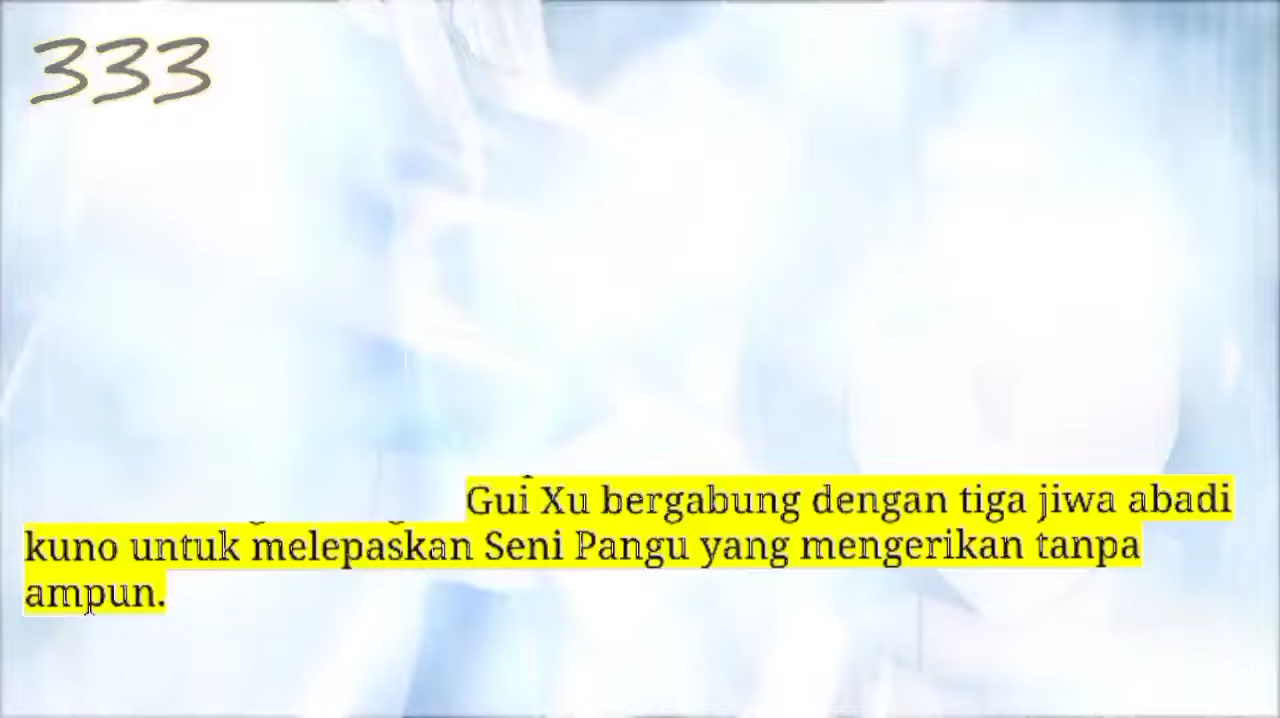 333
Gui Xu bergabung dengan tiga jiwa abadi
kuno untuk melepaskan Seni Pangu yang mengerikan tanpa
ampun.